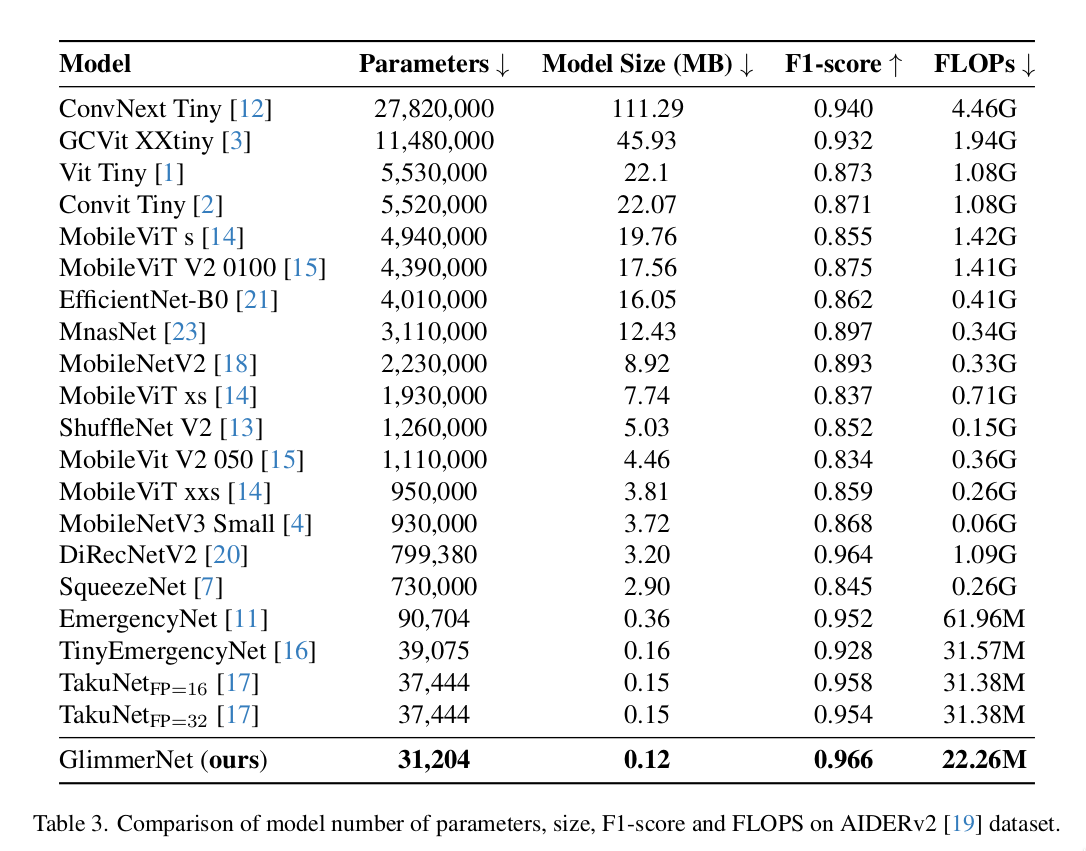 Model Parameters ↓ Model Size (MB) ↓ F1-score ↑ FLOPs ↓
ConvNext Tiny [12] 27,820,000 111.29 0.940 4.46G
GCVit XXtiny [3] 11,480,000 45.93 0.932 1.94G
Vit Tiny [1] 5,530,000 22.1 0.873 1.08G
Convit Tiny [2] 5,520,000 22.07 0.871 1.08G
MobileViT s [14] 4,940,000 19.76 0.855 1.42G
MobileViT V2 0100 [15] 4,390,000 17.56 0.875 1.41G
EfficientNet-B0 [21] 4,010,000 16.05 0.862 0.41G
MnasNet [23] 3,110,000 12.43 0.897 0.34G
MobileNetV2 [18] 2,230,000 8.92 0.893 0.33G
MobileViT xs [14] 1,930,000 7.74 0.837 0.71G
ShuffleNet V2 [13] 1,260,000 5.03 0.852 0.15G
MobileVit V2 050 [15] 1,110,000 4.46 0.834 0.36G
MobileViT xxs [14] 950,000 3.81 0.859 0.26G
MobileNetV3 Small [4] 930,000 3.72 0.868 0.06G
DiRecNetV2 [20] 799,380 3.20 0.964 1.09G
SqueezeNet [7] 730,000 2.90 0.845 0.26G
EmergencyNet [11] 90,704 0.36 0.952 61.96M
TinyEmergencyNet [16] 39,075 0.16 0.928 31.57M
TakuNetFP=16 [17] 37,444 0.15 0.958 31.38M
TakuNetFP=32 [17] 37,444 0.15 0.954 31.38M
GlimmerNet (ours) 31,204 0.12 0.966 22.26M
Table 3. Comparison of model number of parameters, size, F1-score and FLOPS on AIDERv2 [19] dataset.